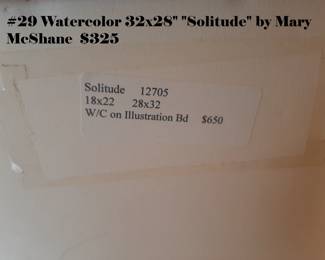 #29 Watercolor 32x28" "Solitude" by Mary
McShane $325
Solitude 12705
18x22 28x32
W/C on Illustration Bd $650